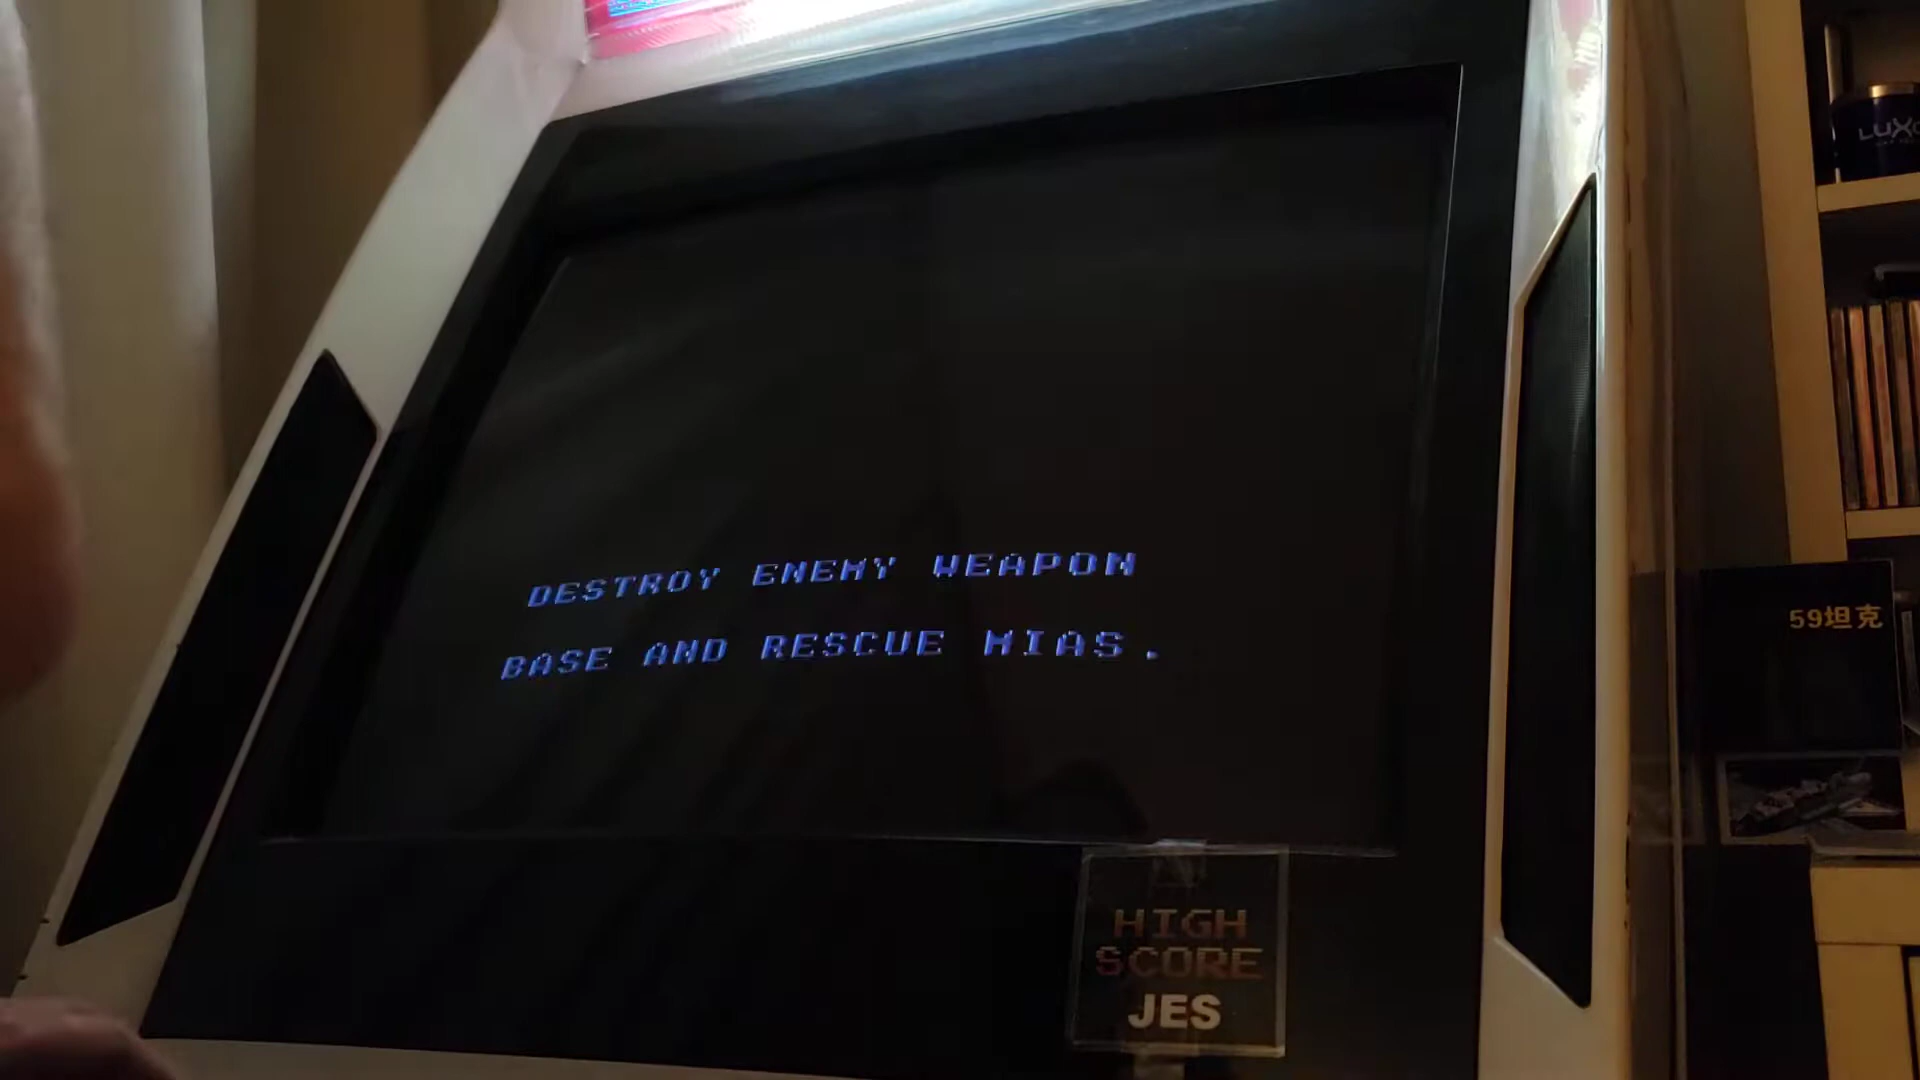 DESTROY ENEMY WEAPON
BASE AND RESCUE MIAS.
HIGH
SCORE
JES
59坦克